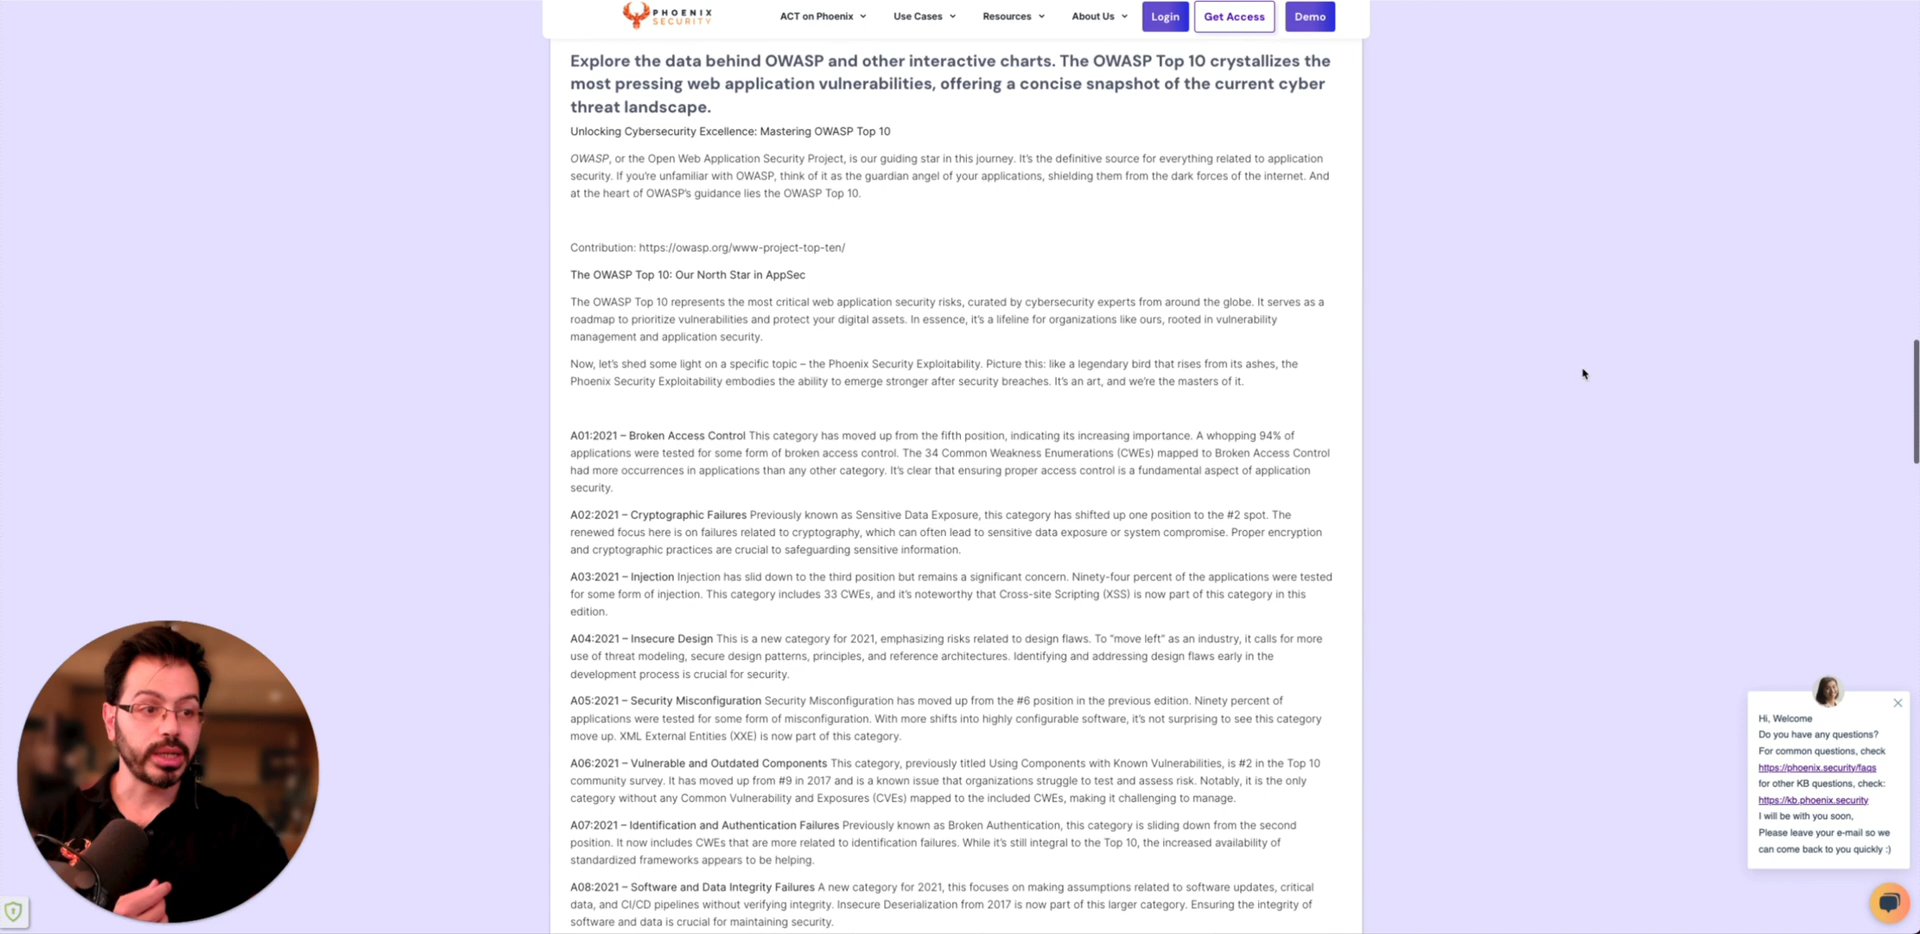 PHOENIX
SECURITY
ACT on Phoenix
Use Cases
Resources
About Us
Login
Get Access
Demo
Explore the data behind OWASP and other interactive charts. The OWASP Top 10 crystallizes the
most pressing web application vulnerabilities, offering a concise snapshot of the current cyber
threat landscape.
Unlocking Cybersecurity Excellence: Mastering OWASP Top 10
OWASP, or the Open Web Application Security Project, is our guiding star in this journey. It's the definitive source for everything related to application
security. If you're unfamiliar with OWASP, think of it as the guardian angel of your applications, shielding them from the dark forces of the internet. And
at the heart of OWASP's guidance lies the OWASP Top 10.
Contribution: https://owasp.org/www-project-top-ten/
The OWASP Top 10: Our North Star in AppSec
The OWASP Top 10 represents the most critical web application security risks, curated by cybersecurity experts from around the globe. It serves as a
roadmap to prioritize vulnerabilities and protect your digital assets. In essence, it's a lifeline for organizations like ours, rooted in vulnerability
management and application security.
Now, let's shed some light on a specific topic – the Phoenix Security Exploitability. Picture this: like a legendary bird that rises from its ashes, the
Phoenix Security Exploitability embodies the ability to emerge stronger after security breaches. It's an art, and we're the masters of it.
A01:2021 – Broken Access Control This category has moved up from the fifth position, indicating its increasing importance. A whopping 94% of
applications were tested for some form of broken access control. The 34 Common Weakness Enumerations (CWEs) mapped to Broken Access Control
had more occurrences in applications than any other category. It's clear that ensuring proper access control is a fundamental aspect of application
security.
A02:2021 – Cryptographic Failures Previously known as Sensitive Data Exposure, this category has shifted up one position to the #2 spot. The
renewed focus here is on failures related to cryptography, which can often lead to sensitive data exposure or system compromise. Proper encryption
and cryptographic practices are crucial to safeguarding sensitive information.
A03:2021 – Injection Injection has slid down to the third position but remains a significant concern. Ninety-four percent of the applications were tested
for some form of injection. This category includes 33 CWEs, and it's noteworthy that Cross-site Scripting (XSS) is now part of this category in this
edition.
A04:2021 – Insecure Design This is a new category for 2021, emphasizing risks related to design flaws. To "move left" as an industry, it calls for more
use of threat modeling, secure design patterns, principles, and reference architectures. Identifying and addressing design flaws early in the
development process is crucial for security.
A05:2021 – Security Misconfiguration Security Misconfiguration has moved up from the #6 position in the previous edition. Ninety percent of
applications were tested for some form of misconfiguration. With more shifts into highly configurable software, it's not surprising to see this category
move up. XML External Entities (XXE) is now part of this category.
A06:2021 – Vulnerable and Outdated Components This category, previously titled Using Components with Known Vulnerabilities, is #2 in the Top 10
community survey. It has moved up from #9 in 2017 and is a known issue that organizations struggle to test and assess risk. Notably, it is the only
category without any Common Vulnerability and Exposures (CVEs) mapped to the included CWEs, making it challenging to manage.
A07:2021 – Identification and Authentication Failures Previously known as Broken Authentication, this category is sliding down from the second
position. It now includes CWEs that are more related to identification failures. While it's still integral to the Top 10, the increased availability of
standardized frameworks appears to be helping.
A08:2021 – Software and Data Integrity Failures A new category for 2021, this focuses on making assumptions related to software updates, critical
data, and CI/CD pipelines without verifying integrity. Insecure Deserialization from 2017 is now part of this larger category. Ensuring the integrity of
software and data is crucial for maintaining security.
Hi, Welcome
Do you have any questions?
For common questions, check
https://phoenix.security/faqs
for other KB questions, check:
https://kb.phoenix.security
I will be with you soon,
Please leave your e-mail so we
can come back to you quickly :)